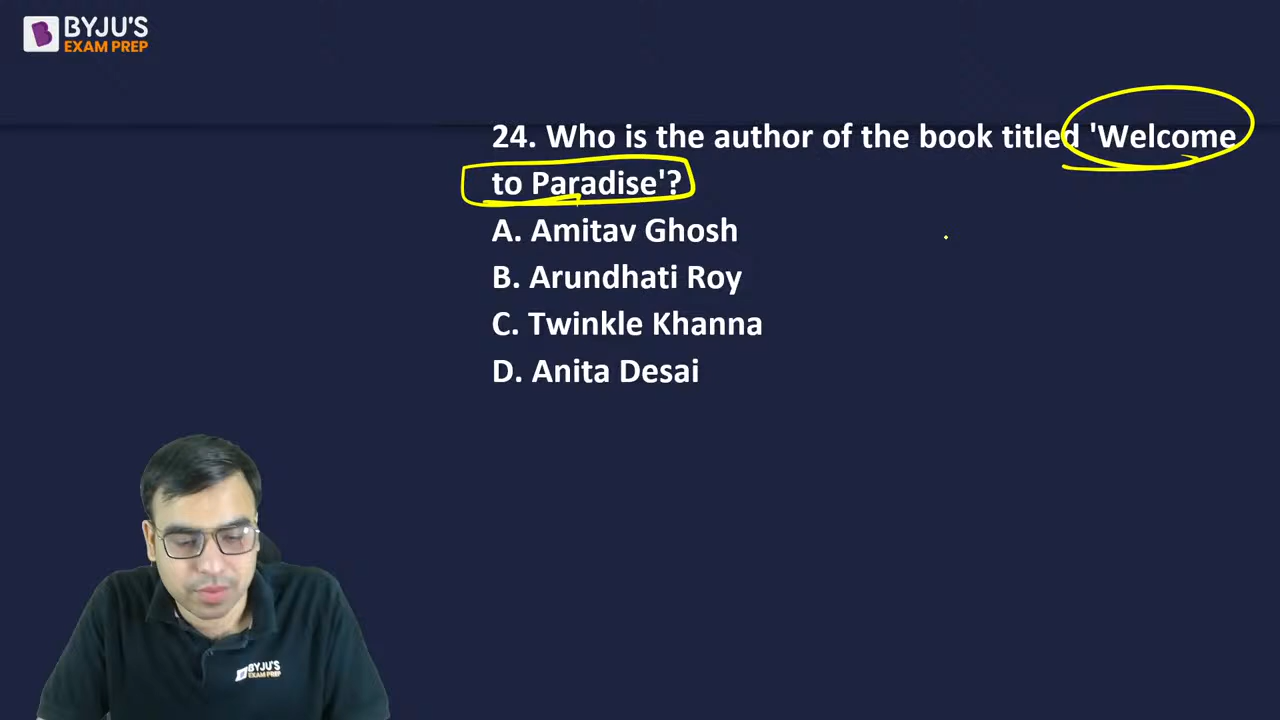 BYJU'S
EXAM PREP
24. Who is the author of the book titled 'Welcome
to Paradise'?
A. Amitav Ghosh
B. Arundhati Roy
C. Twinkle Khanna
D. Anita Desai
BYJU'S
EXAM PREP